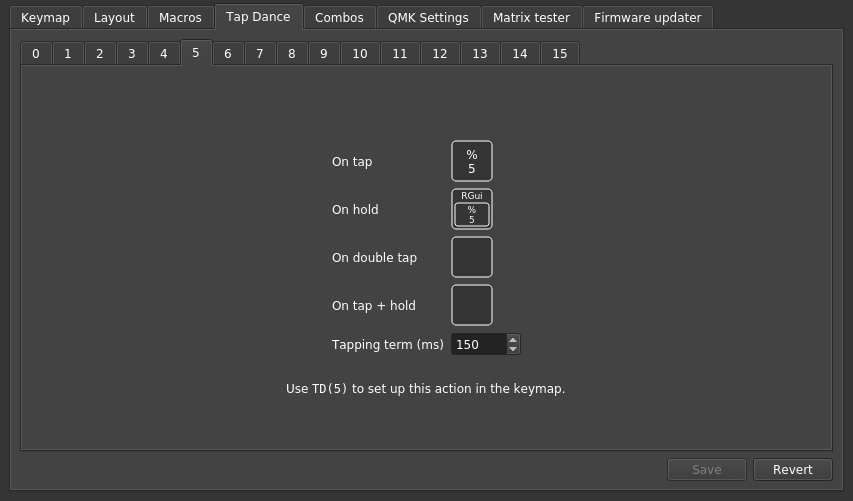 Keymap Layout Macros Tap Dance Combos QMK Settings Matrix tester Firmware updater
0 1 2 3 4 5 6 7 8 9 10 11 12 13 14 15
On tap
%
5
On hold
RGui
%
5
On double tap
On tap + hold
Tapping term (ms) 150
Use TD(5) to set up this action in the keymap.
Save Revert